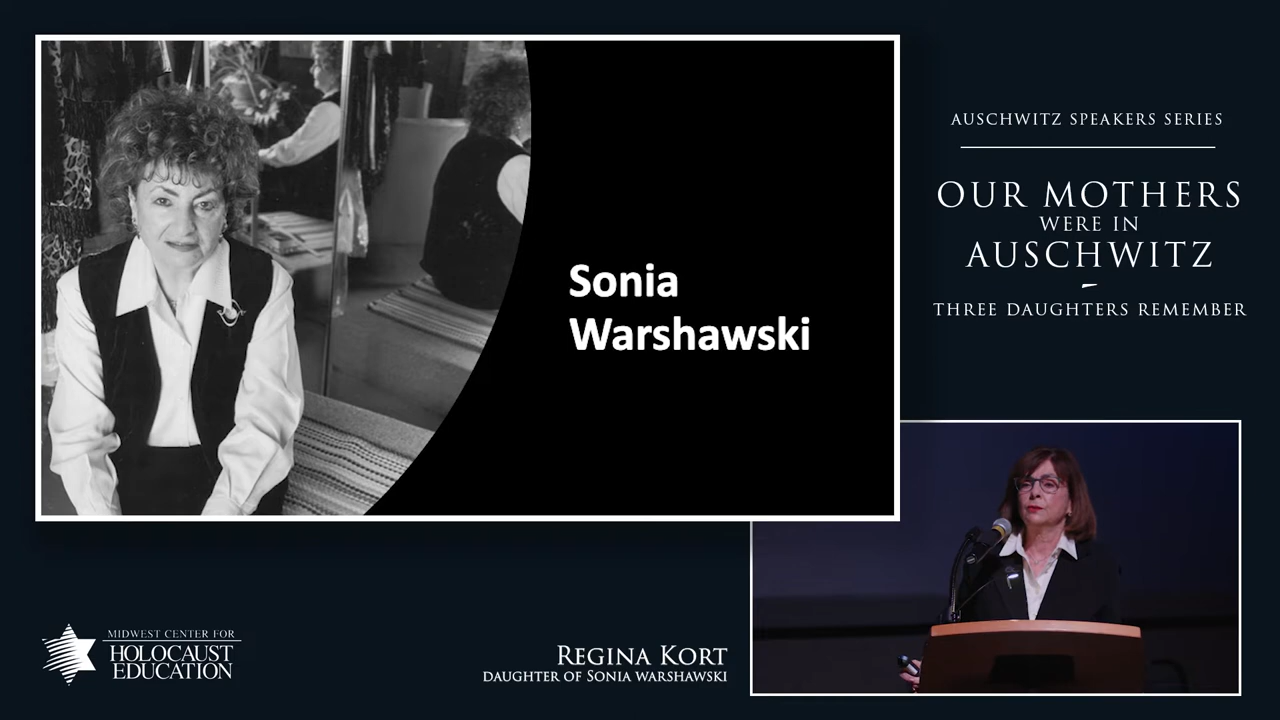 Sonia
Warshawski
AUSCHWITZ SPEAKERS SERIES
OUR MOTHERS
WERE IN
AUSCHWITZ
THREE DAUGHTERS REMEMBER
MIDWEST CENTER FOR
HOLOCAUST
EDUCATION
REGINA KORT
DAUGHTER OF SONIA WARSHAWSKI